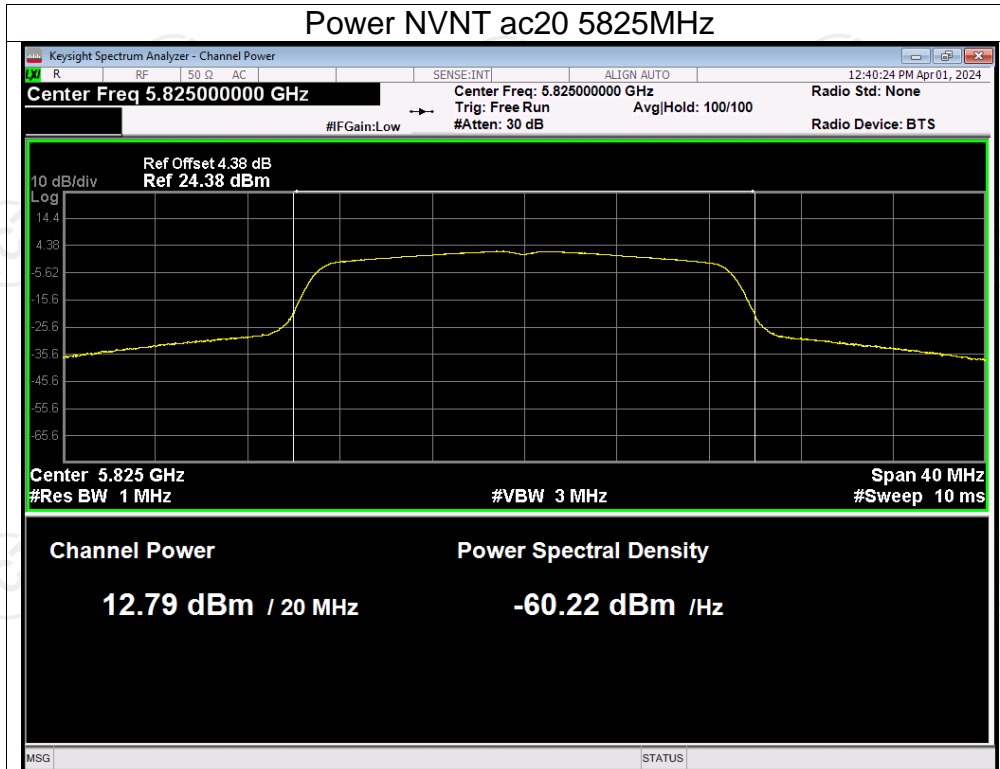 Power NVNT ac20 5825MHz
Keysight Spectrum Analyzer - Channel Power
LXI R RF 50 Ω AC SENSE:INT ALIGN AUTO 12:40:24 PM Apr 01, 2024
Center Freq 5.825000000 GHz Center Freq: 5.825000000 GHz Radio Std: None
Trig: Free Run Avg|Hold: 100/100
#IFGain:Low #Atten: 30 dB Radio Device: BTS
Ref Offset 4.38 dB
10 dB/div Ref 24.38 dBm
Log
14.4
4.38
-5.62
-15.6
-25.6
-35.6
-45.6
-55.6
-65.6
Center 5.825 GHz Span 40 MHz
#Res BW 1 MHz #VBW 3 MHz #Sweep 10 ms
Channel Power Power Spectral Density
12.79 dBm / 20 MHz -60.22 dBm /Hz
MSG STATUS